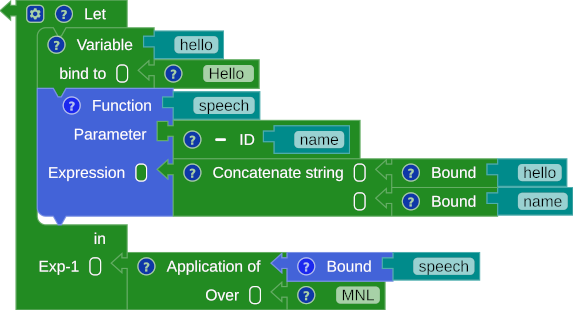 ? Let
? Variable hello
bind to ? Hello
? Function speech
Parameter ? - ID name
Expression ? Concatenate string ? Bound hello
? Bound name
in
Exp-1 ? Application of ? Bound speech
Over ? MNL